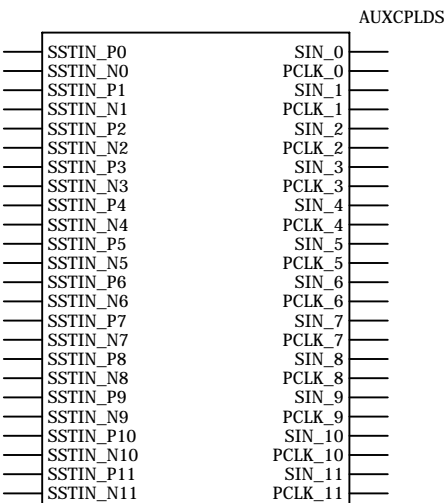 AUXCPLDS
SSTIN_P0 SIN_0
SSTIN_N0 PCLK_0
SSTIN_P1 SIN_1
SSTIN_N1 PCLK_1
SSTIN_P2 SIN_2
SSTIN_N2 PCLK_2
SSTIN_P3 SIN_3
SSTIN_N3 PCLK_3
SSTIN_P4 SIN_4
SSTIN_N4 PCLK_4
SSTIN_P5 SIN_5
SSTIN_N5 PCLK_5
SSTIN_P6 SIN_6
SSTIN_N6 PCLK_6
SSTIN_P7 SIN_7
SSTIN_N7 PCLK_7
SSTIN_P8 SIN_8
SSTIN_N8 PCLK_8
SSTIN_P9 SIN_9
SSTIN_N9 PCLK_9
SSTIN_P10 SIN_10
SSTIN_N10 PCLK_10
SSTIN_P11 SIN_11
SSTIN_N11 PCLK_11